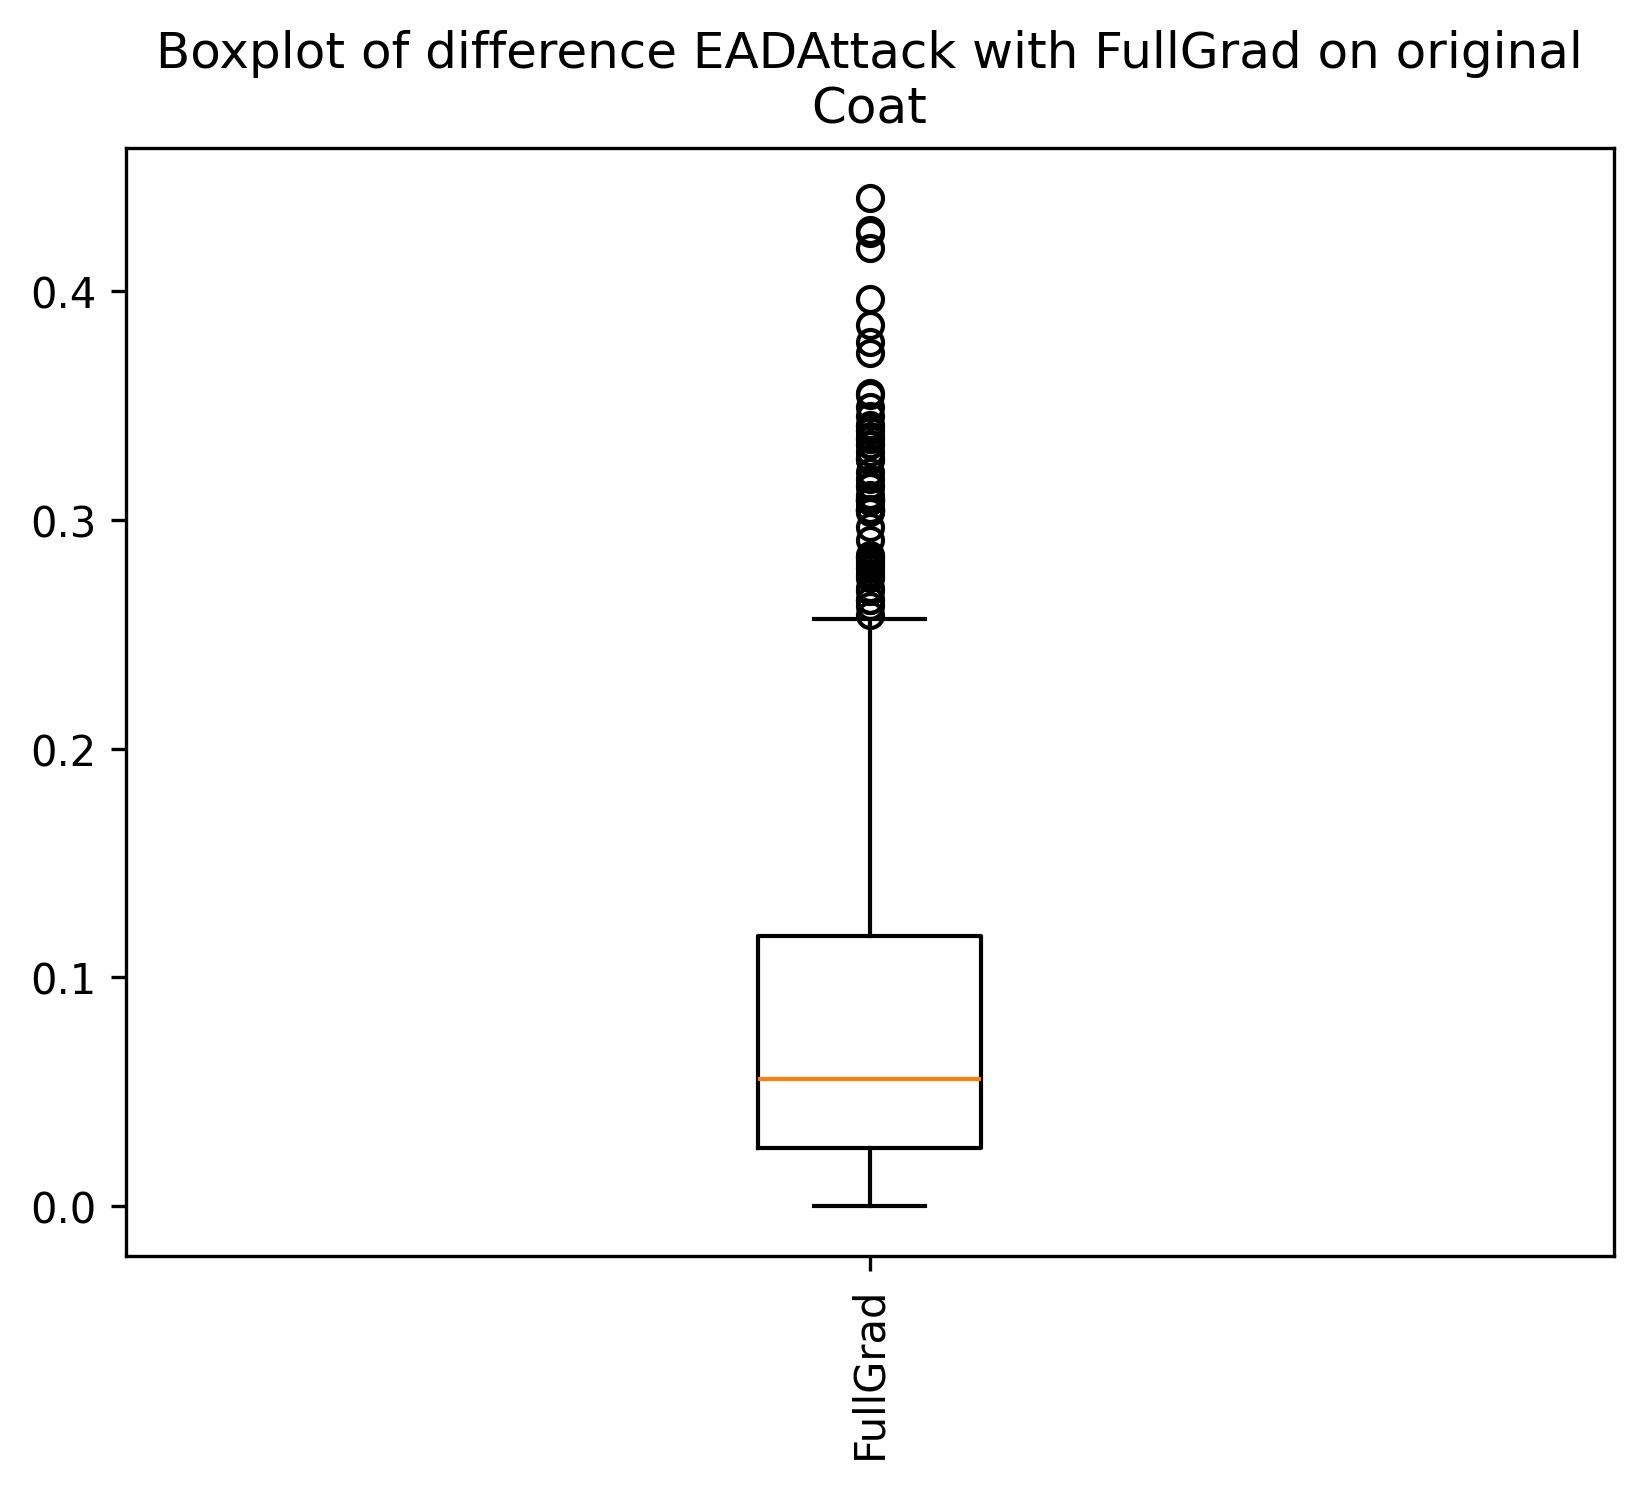 Boxplot of difference EADAttack with FullGrad on original
Coat
0.4
0.3
0.2
0.1
0.0
FullGrad